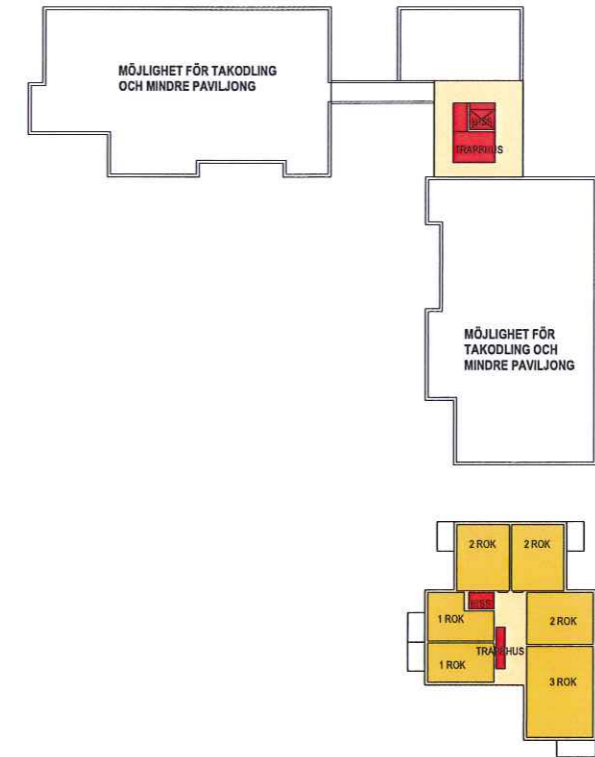 MÖJLIGHET FÖR TAKODLING
OCH MINDRE PAVILJONG
HISS
TRAPPHUS
MÖJLIGHET FÖR
TAKODLING OCH
MINDRE PAVILJONG
2 ROK
2 ROK
HISS
1 ROK
2 ROK
TRAPPHUS
1 ROK
3 ROK